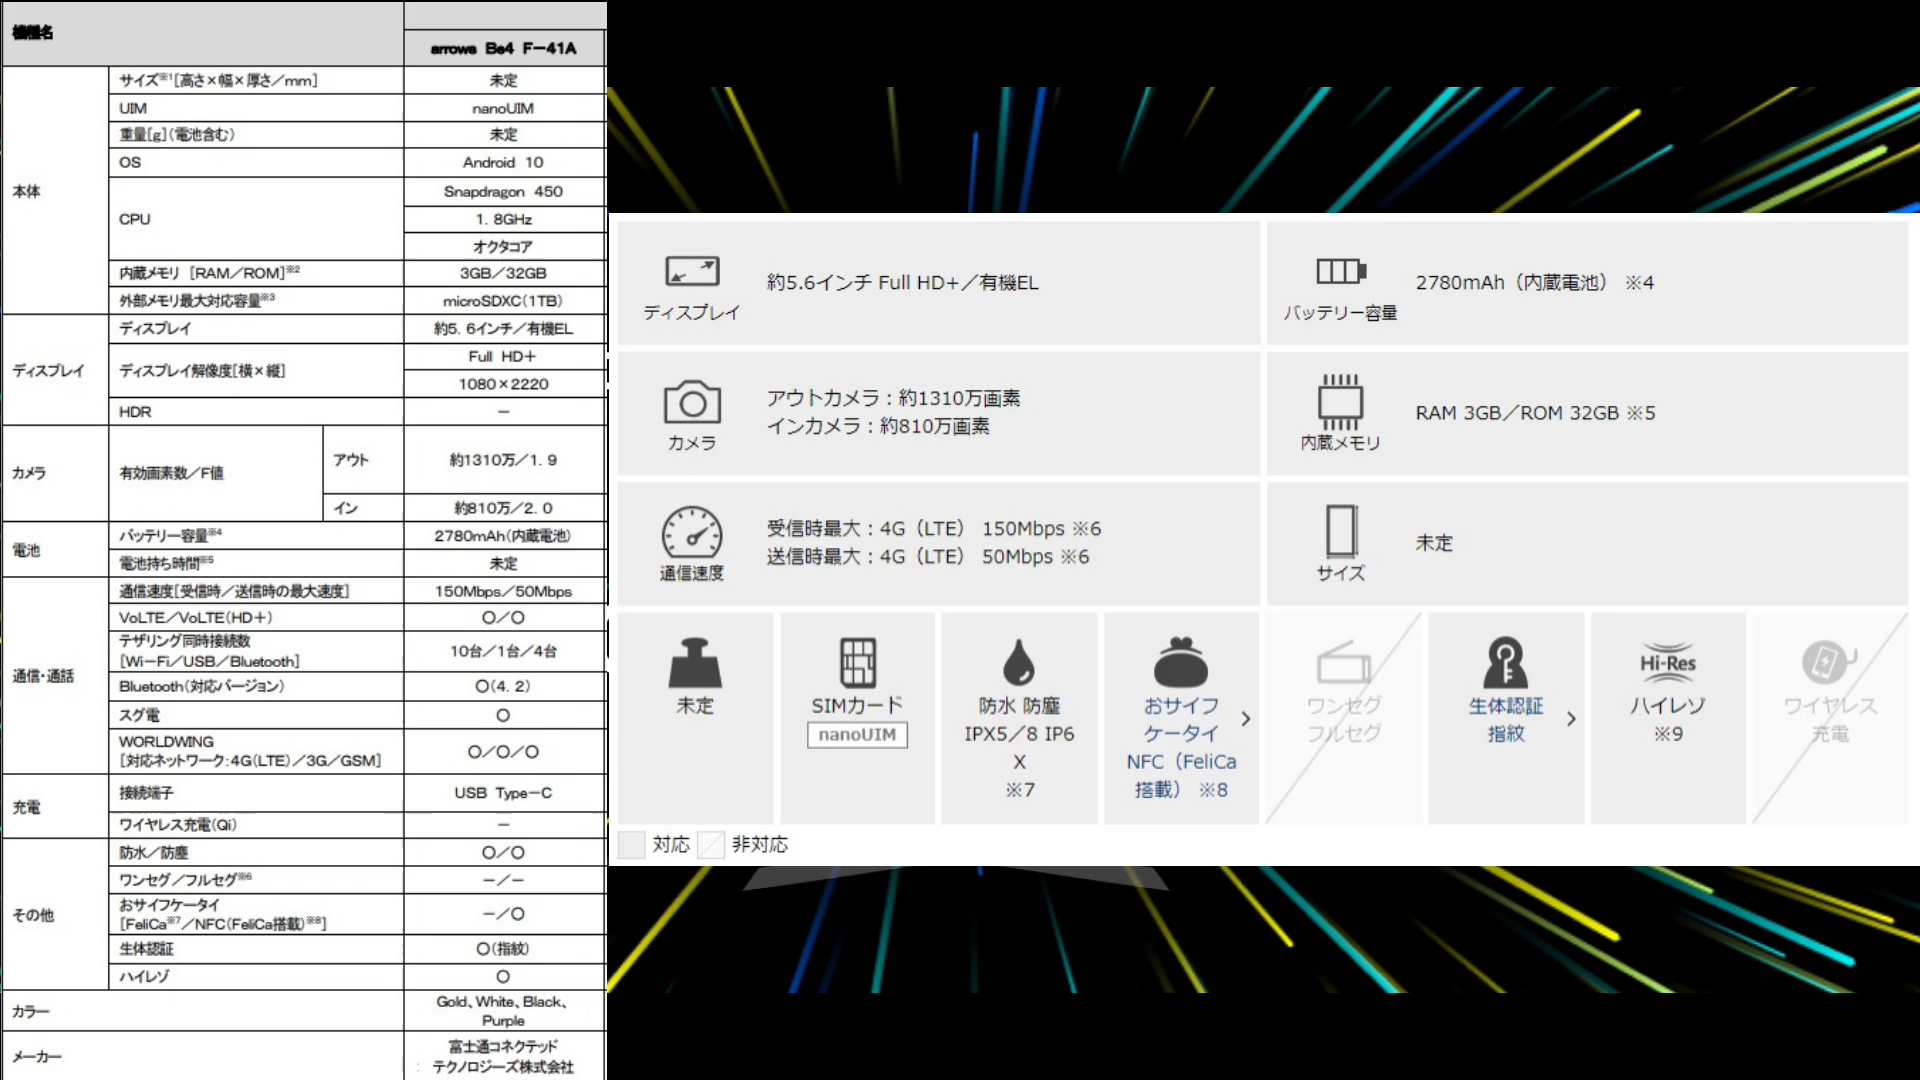 機種名
arrows Be4 F-41A
本体
サイズ※1[高さ×幅×厚さ/mm]
未定
UIM
nanoUIM
重量[g](電池含む)
未定
OS
Android 10
CPU
Snapdragon 450
1.8GHz
オクタコア
内蔵メモリ [RAM/ROM]※2
3GB/32GB
外部メモリ最大対応容量※3
microSDXC(1TB)
ディスプレイ
ディスプレイ
約5.6インチ/有機EL
ディスプレイ解像度[横×縦]
Full HD+
1080×2220
HDR
-
カメラ
有効画素数/F値
アウト
約1310万/1.9
イン
約810万/2.0
電池
バッテリー容量※4
2780mAh(内蔵電池)
電池持ち時間※5
未定
通信・通話
通信速度[受信時/送信時の最大速度]
150Mbps/50Mbps
VoLTE/VoLTE(HD+)
○/○
テザリング同時接続数
[Wi-Fi/USB/Bluetooth]
10台/1台/4台
Bluetooth(対応バージョン)
○(4.2)
スグ電
○
WORLDWING
[対応ネットワーク:4G(LTE)/3G/GSM]
○/○/○
充電
接続端子
USB Type-C
ワイヤレス充電(Qi)
-
その他
防水/防塵
○/○
ワンセグ/フルセグ※6
-/-
おサイフケータイ
[FeliCa※7/NFC(FeliCa搭載)※8]
-/○
生体認証
○(指紋)
ハイレゾ
○
カラー
Gold、White、Black、
Purple
メーカー
富士通コネクテッド
テクノロジーズ株式会社
ディスプレイ
約5.6インチ Full HD+/有機EL
バッテリー容量
2780mAh(内蔵電池) ※4
カメラ
アウトカメラ:約1310万画素
インカメラ:約810万画素
内蔵メモリ
RAM 3GB/ROM 32GB ※5
通信速度
受信時最大:4G(LTE) 150Mbps ※6
送信時最大:4G(LTE) 50Mbps ※6
サイズ
未定
未定
SIMカード
nanoUIM
防水 防塵
IPX5/8 IP6
X
※7
おサイフ
ケータイ
NFC(FeliCa
搭載) ※8
ワンセグ
フルセグ
生体認証
指紋
Hi-Res
ハイレゾ
※9
ワイヤレス
充電
対応
非対応